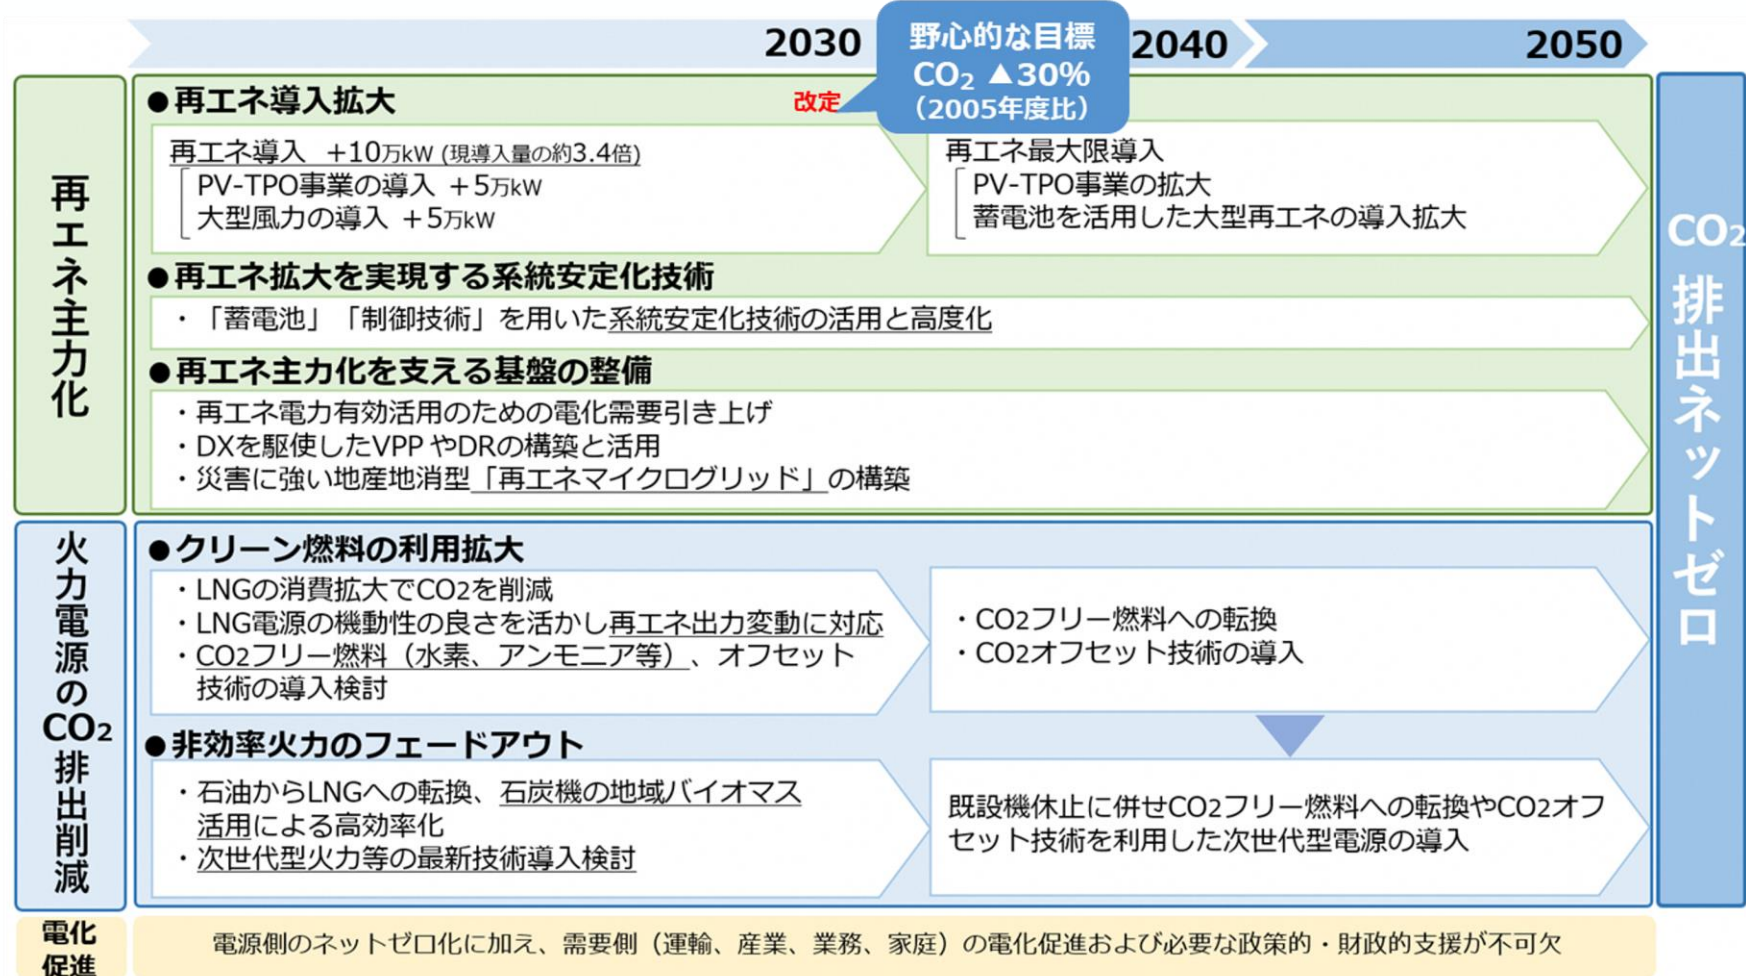 2030
2040
2050
野心的な目標
CO₂ ▲30%
（2005年度比）
改定
再エネ主力化
●再エネ導入拡大
再エネ導入 +10万kW (現導入量の約3.4倍)
PV-TPO事業の導入 ＋5万kW
大型風力の導入 ＋5万kW
再エネ最大限導入
PV-TPO事業の拡大
蓄電池を活用した大型再エネの導入拡大
●再エネ拡大を実現する系統安定化技術
・「蓄電池」「制御技術」を用いた系統安定化技術の活用と高度化
●再エネ主力化を支える基盤の整備
・再エネ電力有効活用のための電化需要引き上げ
・DXを駆使したVPPやDRの構築と活用
・災害に強い地産地消型「再エネマイクログリッド」の構築
火力電源のCO₂排出削減
●クリーン燃料の利用拡大
・LNGの消費拡大でCO2を削減
・LNG電源の機動性の良さを活かし再エネ出力変動に対応
・CO2フリー燃料（水素、アンモニア等）、オフセット
技術の導入検討
・CO2フリー燃料への転換
・CO2オフセット技術の導入
●非効率火力のフェードアウト
・石油からLNGへの転換、石炭機の地域バイオマス
活用による高効率化
・次世代型火力等の最新技術導入検討
既設機休止に併せCO2フリー燃料への転換やCO2オフ
セット技術を利用した次世代型電源の導入
CO₂排出ネットゼロ
電化
促進
電源側のネットゼロ化に加え、需要側（運輸、産業、業務、家庭）の電化促進および必要な政策的・財政的支援が不可欠